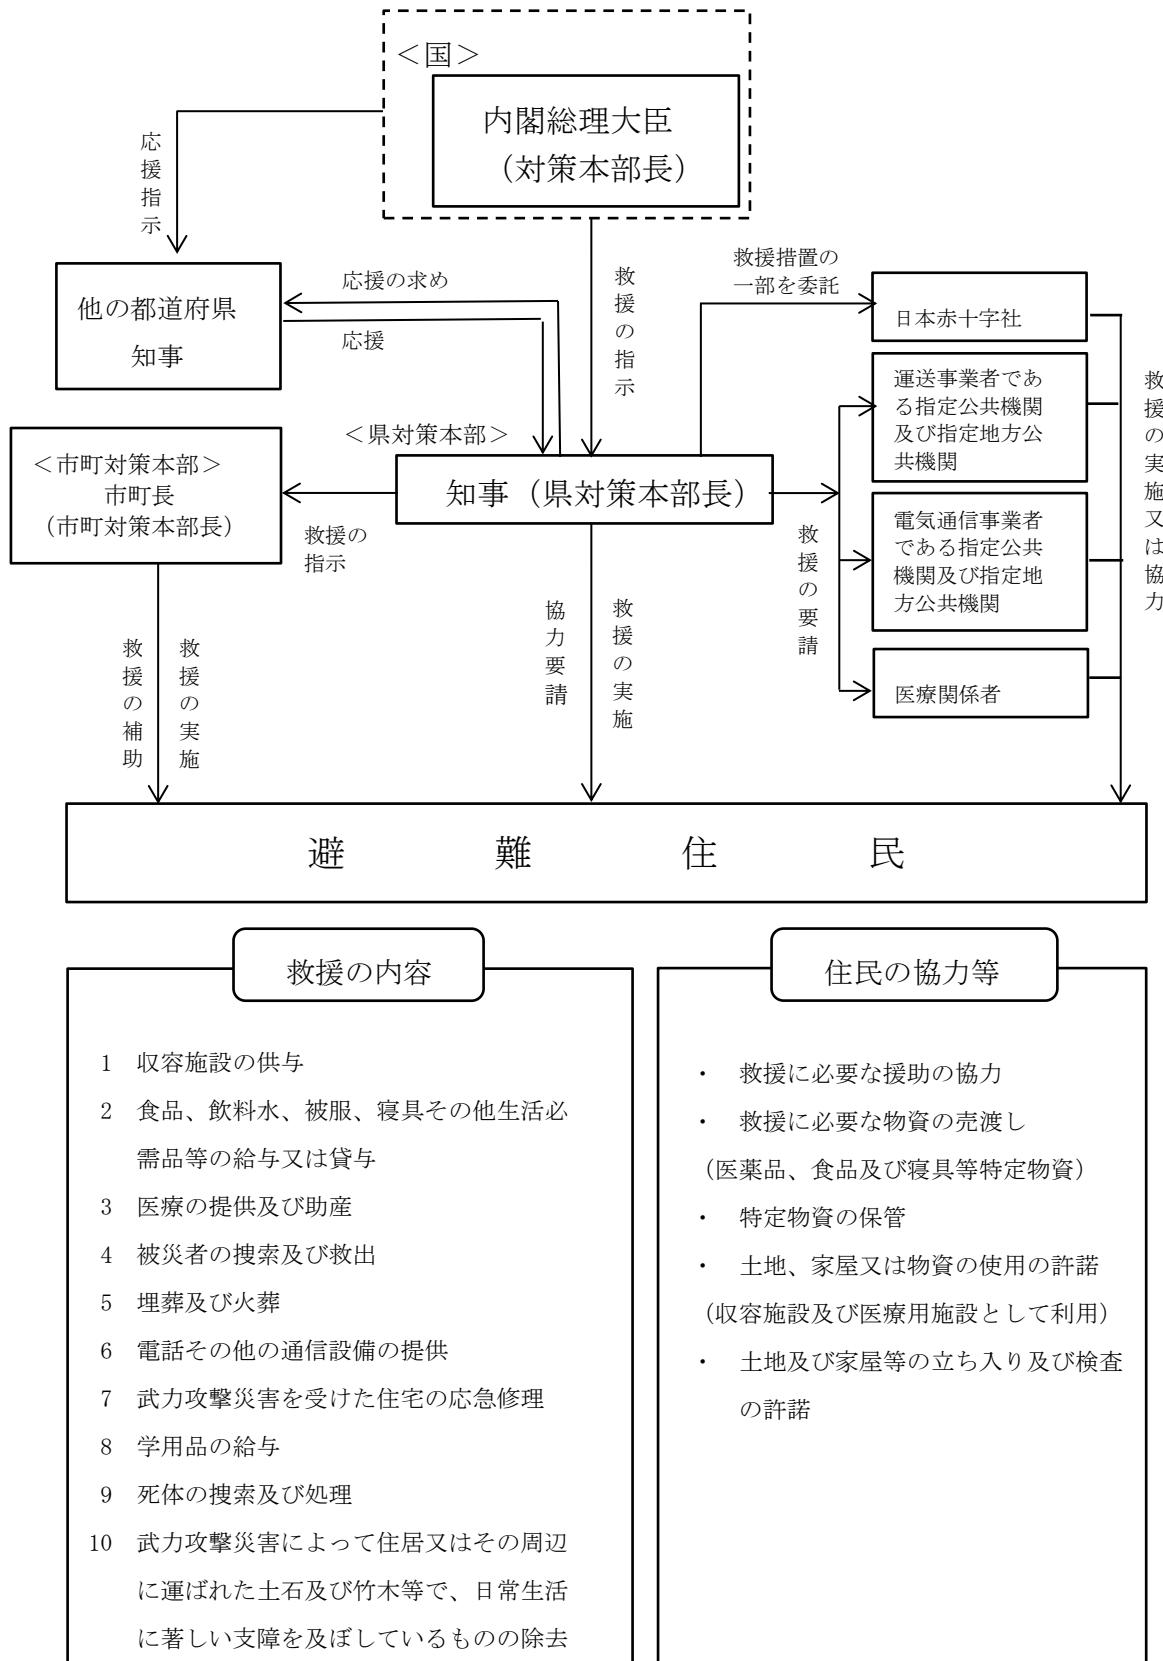 ＜国＞
内閣総理大臣
（対策本部長）
応援指示
救援の指示
救援措置の
一部を委託
他の都道府県
知事
応援の求め
応援
日本赤十字社
運送事業者であ
る指定公共機関
及び指定地方公
共機関
電気通信事業者
である指定公共
機関及び指定地
方公共機関
医療関係者
救援の実施又は協力
＜県対策本部＞
知事（県対策本部長）
＜市町対策本部＞
市町長
（市町対策本部長）
救援の
指示
救援の要請
救援の補助
救援の実施
協力要請
救援の実施
避難住民
救援の内容
1 収容施設の供与
2 食品、飲料水、被服、寝具その他生活必
需品等の給与又は貸与
3 医療の提供及び助産
4 被災者の捜索及び救出
5 埋葬及び火葬
6 電話その他の通信設備の提供
7 武力攻撃災害を受けた住宅の応急修理
8 学用品の給与
9 死体の捜索及び処理
10 武力攻撃災害によって住居又はその周辺
に運ばれた土石及び竹木等で、日常生活
に著しい支障を及ぼしているものの除去
住民の協力等
・ 救援に必要な援助の協力
・ 救援に必要な物資の売渡し
（医薬品、食品及び寝具等特定物資）
・ 特定物資の保管
・ 土地、家屋又は物資の使用の許諾
（収容施設及び医療用施設として利用）
・ 土地及び家屋等の立ち入り及び検査
の許諾